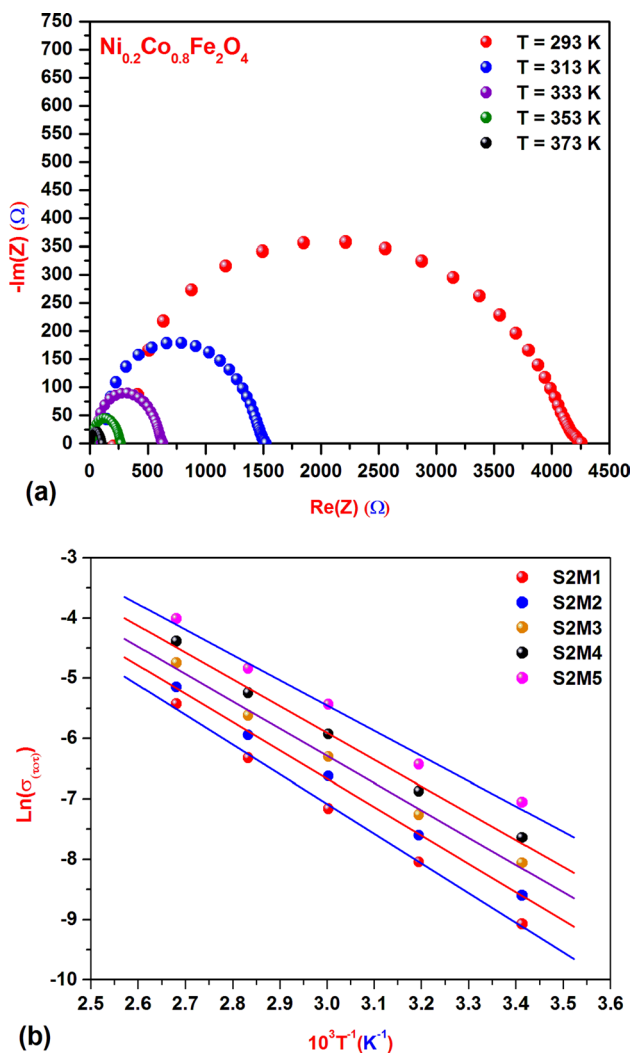 Ni0.2Co0.8Fe2O4
T = 293 K
T = 313 K
T = 333 K
T = 353 K
T = 373 K
750
700
650
600
550
500
450
400
350
300
250
200
150
100
50
0
-Im(Z) (Ω)
0 500 1000 1500 2000 2500 3000 3500 4000 4500
Re(Z) (Ω)
(a)
S2M1
S2M2
S2M3
S2M4
S2M5
-3
-4
-5
-6
-7
-8
-9
-10
Ln(σ(τοτ))
2.5 2.6 2.7 2.8 2.9 3.0 3.1 3.2 3.3 3.4 3.5 3.6
10³T⁻¹(K⁻¹)
(b)